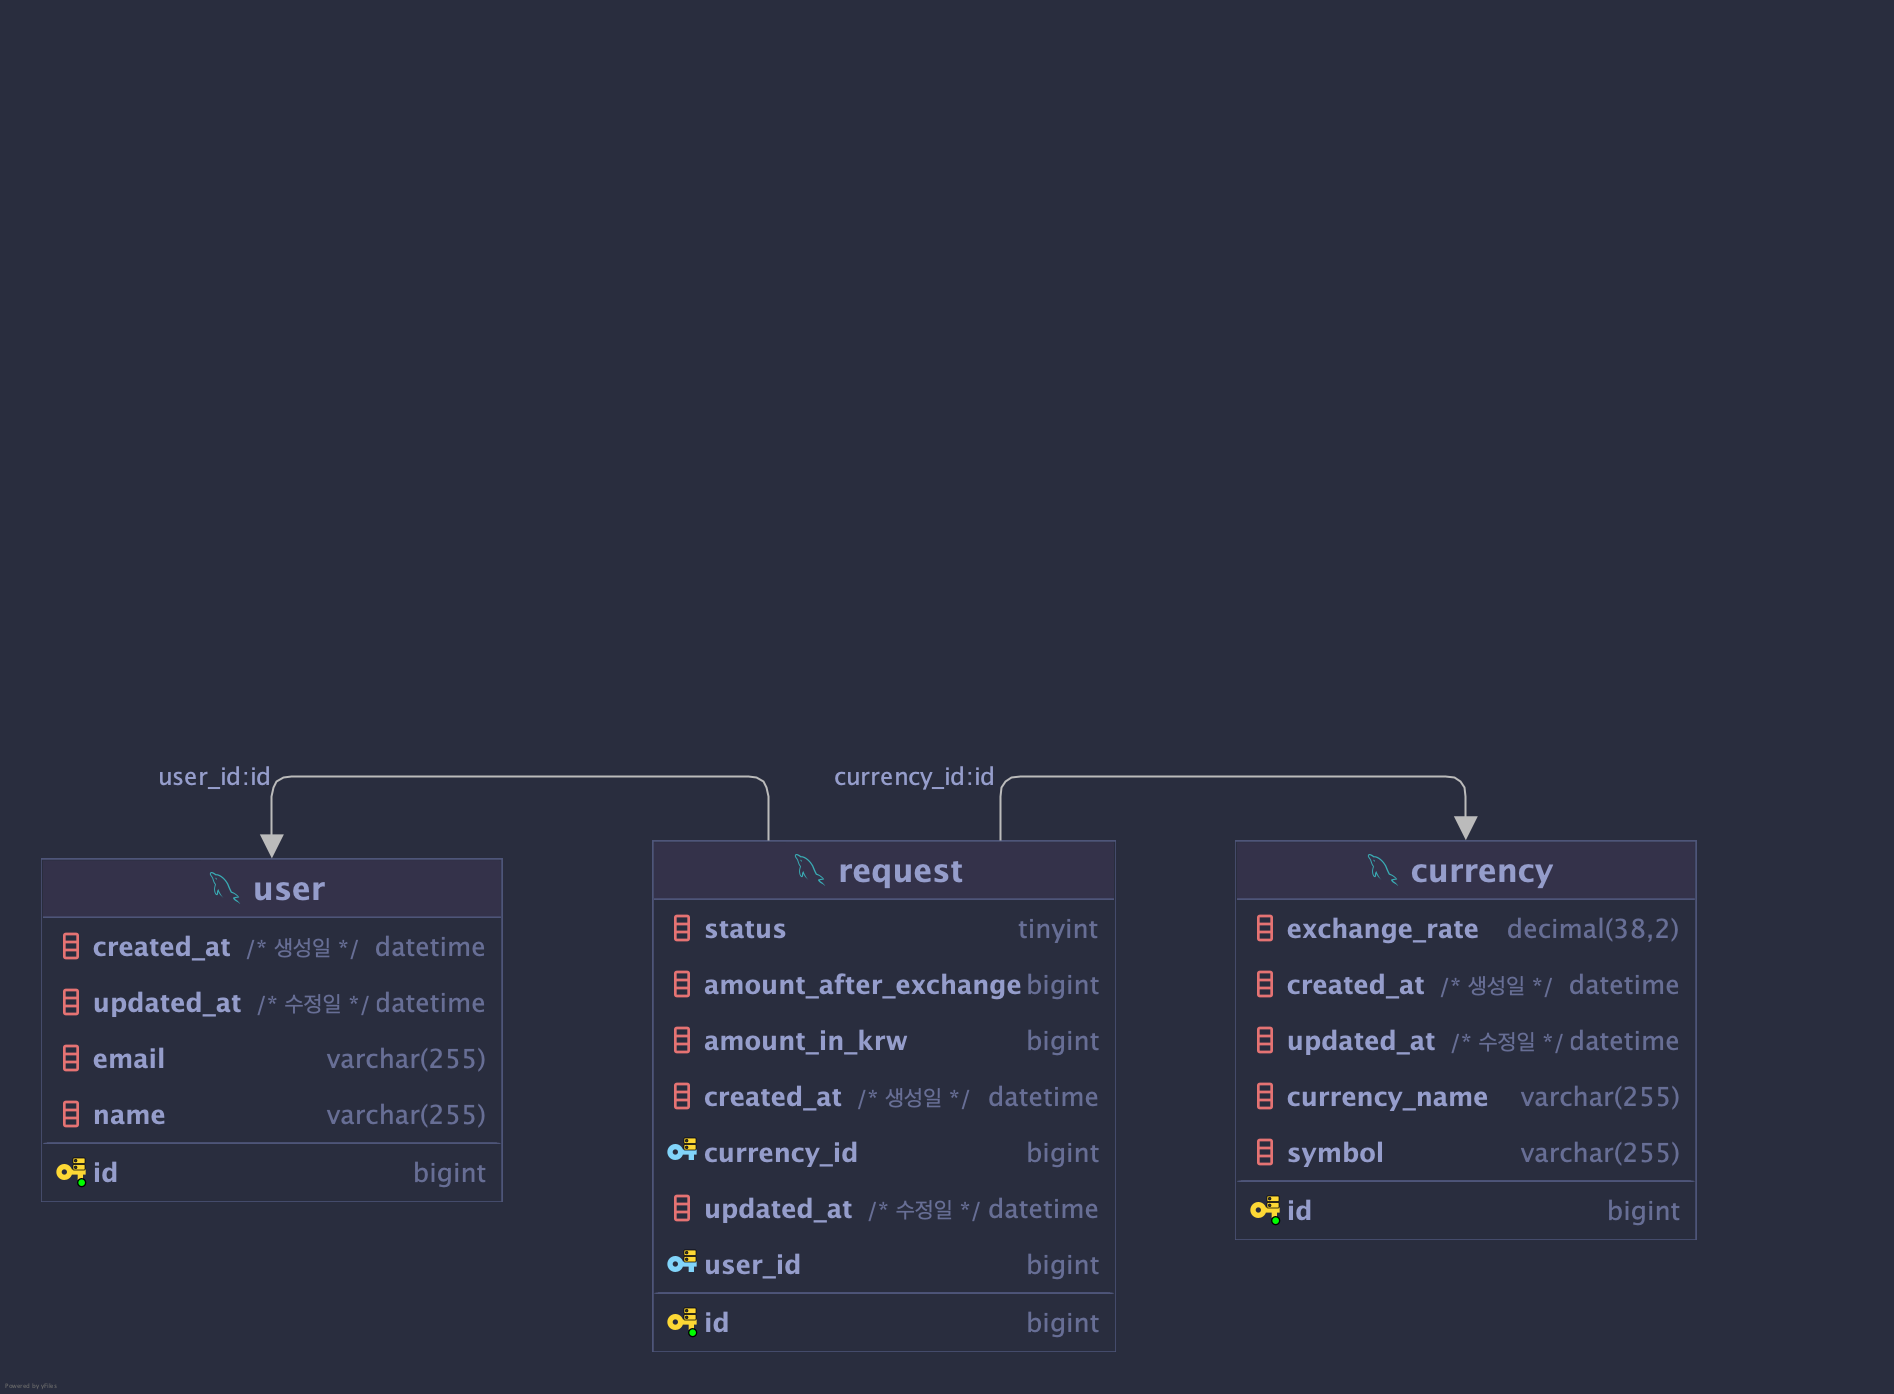 user_id:id
currency_id:id
user
created_at /* 생성일 */ datetime
updated_at /* 수정일 */ datetime
email varchar(255)
name varchar(255)
id bigint
request
status tinyint
amount_after_exchange bigint
amount_in_krw bigint
created_at /* 생성일 */ datetime
currency_id bigint
updated_at /* 수정일 */ datetime
user_id bigint
id bigint
currency
exchange_rate decimal(38,2)
created_at /* 생성일 */ datetime
updated_at /* 수정일 */ datetime
currency_name varchar(255)
symbol varchar(255)
id bigint
Powered by yFiles